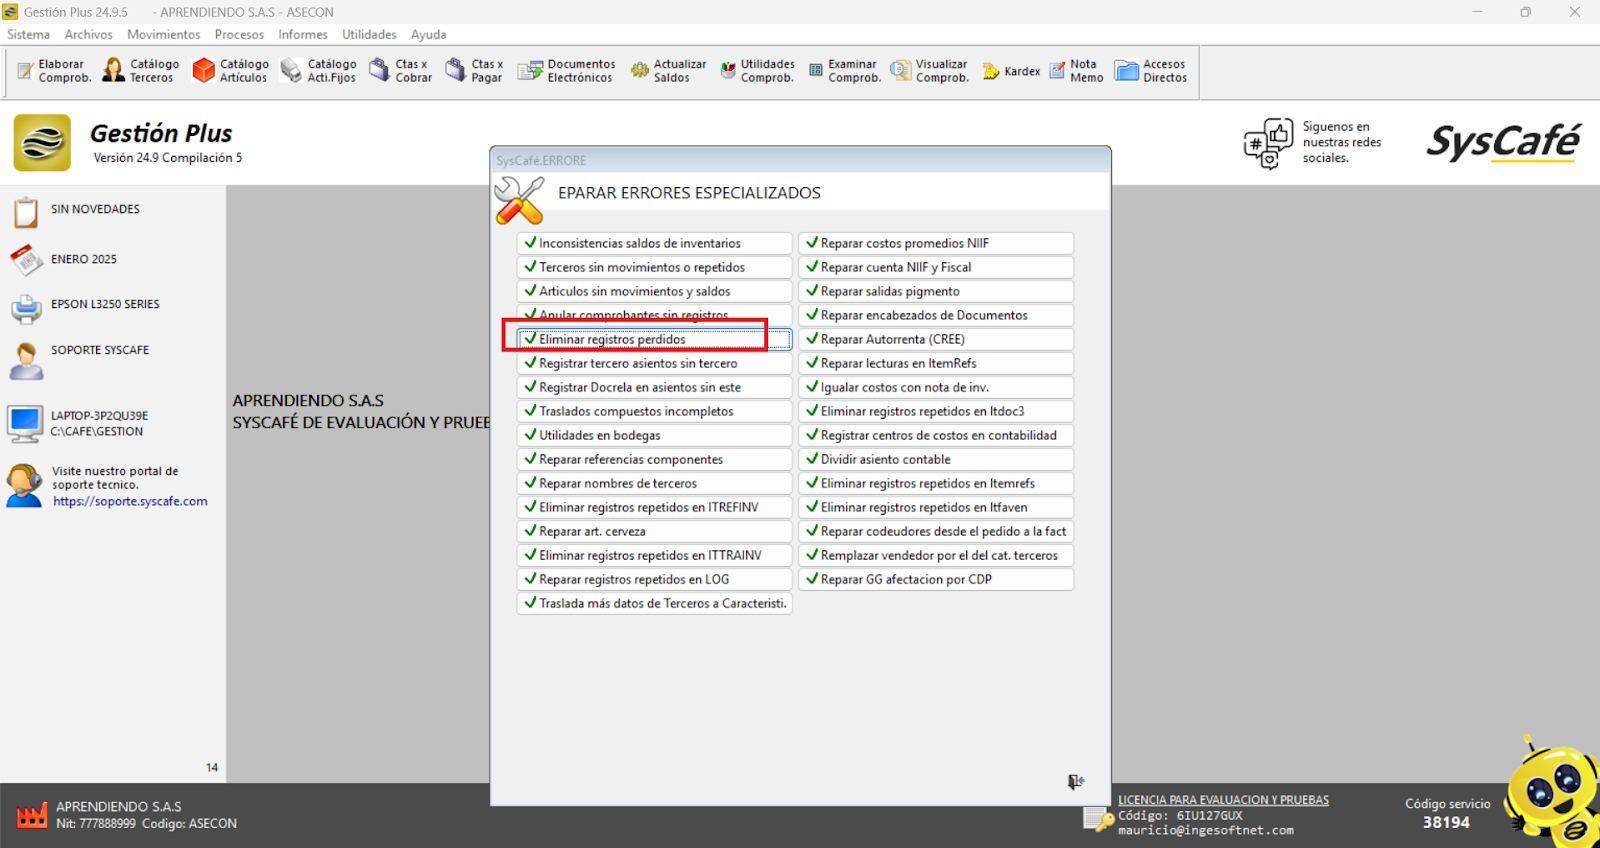 Gestión Plus 24.9.5 - APRENDIENDO S.A.S - ASECON
Sistema Archivos Movimientos Procesos Informes Utilidades Ayuda
Elaborar Comprob.
Catálogo Terceros
Catálogo Artículos
Catálogo Acti.Fijos
Ctas x Cobrar
Ctas x Pagar
Documentos Electrónicos
Actualizar Saldos
Utilidades Comprob.
Examinar Comprob.
Visualizar Comprob.
Kardex
Nota Memo
Accesos Directos
Gestión Plus
Versión 24.9 Compilación 5
Siguenos en
nuestras redes
sociales.
SysCafé
SIN NOVEDADES
ENERO 2025
EPSON L3250 SERIES
SOPORTE SYSCAFE
LAPTOP-3P2QU39E
C:\CAFE\GESTION
Visite nuestro portal de
soporte tecnico.
https://soporte.syscafe.com
14
APRENDIENDO S.A.S
SYSCAFÉ DE EVALUACIÓN Y PRUEE
SysCafé.ERRORE
EPARAR ERRORES ESPECIALIZADOS
Inconsistencias saldos de inventarios
Terceros sin movimientos o repetidos
Articulos sin movimientos y saldos
Anular comprobantes sin registros
Eliminar registros perdidos
Registrar tercero asientos sin tercero
Registrar Docrela en asientos sin este
Traslados compuestos incompletos
Utilidades en bodegas
Reparar referencias componentes
Reparar nombres de terceros
Eliminar registros repetidos en ITREFINV
Reparar art. cerveza
Eliminar registros repetidos en ITTRAINV
Reparar registros repetidos en LOG
Traslada más datos de Terceros a Caracteristi.
Reparar costos promedios NIIF
Reparar cuenta NIIF y Fiscal
Reparar salidas pigmento
Reparar encabezados de Documentos
Reparar Autorrenta (CREE)
Reparar lecturas en ItemRefs
Igualar costos con nota de inv.
Eliminar registros repetidos en Itdoc3
Registrar centros de costos en contabilidad
Dividir asiento contable
Eliminar registros repetidos en Itemrefs
Eliminar registros repetidos en Itfaven
Reparar codeudores desde el pedido a la fact
Remplazar vendedor por el del cat. terceros
Reparar GG afectacion por CDP
APRENDIENDO S.A.S
Nit: 777888999 Codigo: ASECON
LICENCIA PARA EVALUACION Y PRUEBAS
Código: 6IU127GUX
mauricio@ingesoftnet.com
Código servicio
38194